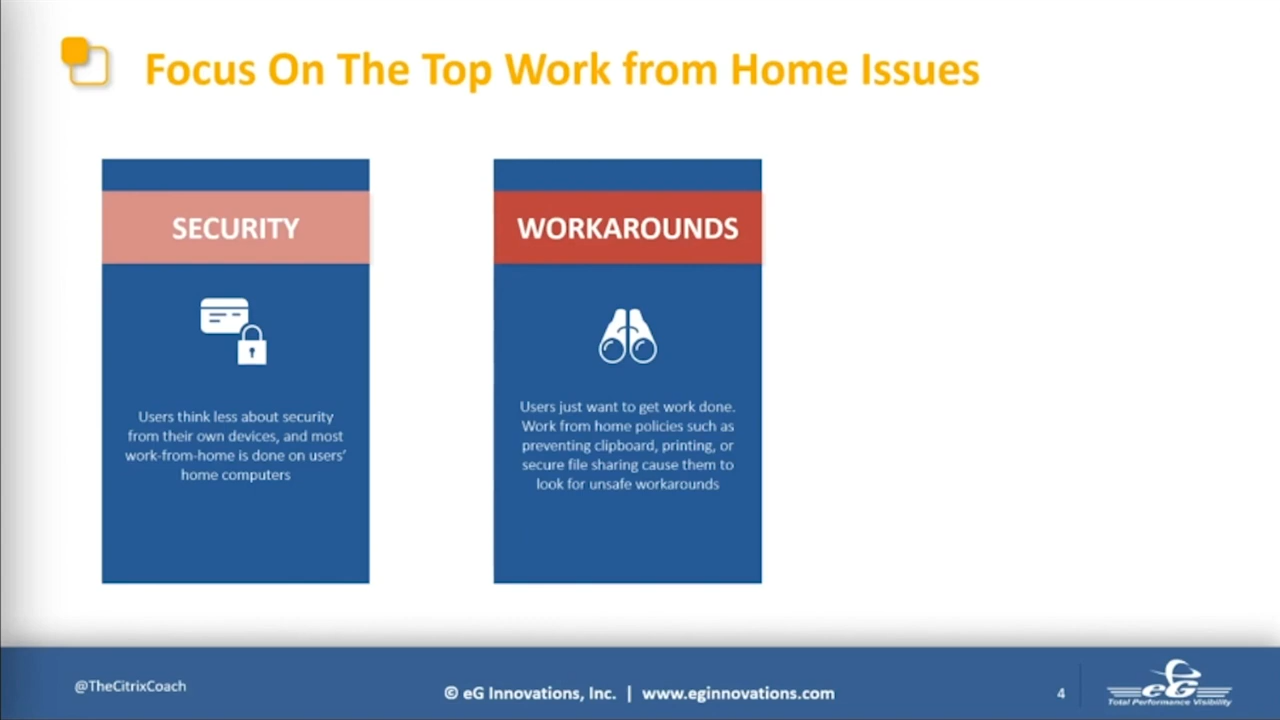 Focus On The Top Work from Home Issues
SECURITY
Users think less about security
from their own devices, and most
work-from-home is done on users’
home computers
WORKAROUNDS
Users just want to get work done.
Work from home policies such as
preventing clipboard, printing, or
secure file sharing cause them to
look for unsafe workarounds
@TheCitrixCoach
© eG Innovations, Inc. | www.eginnovations.com
4
eG
Total Performance Visibility